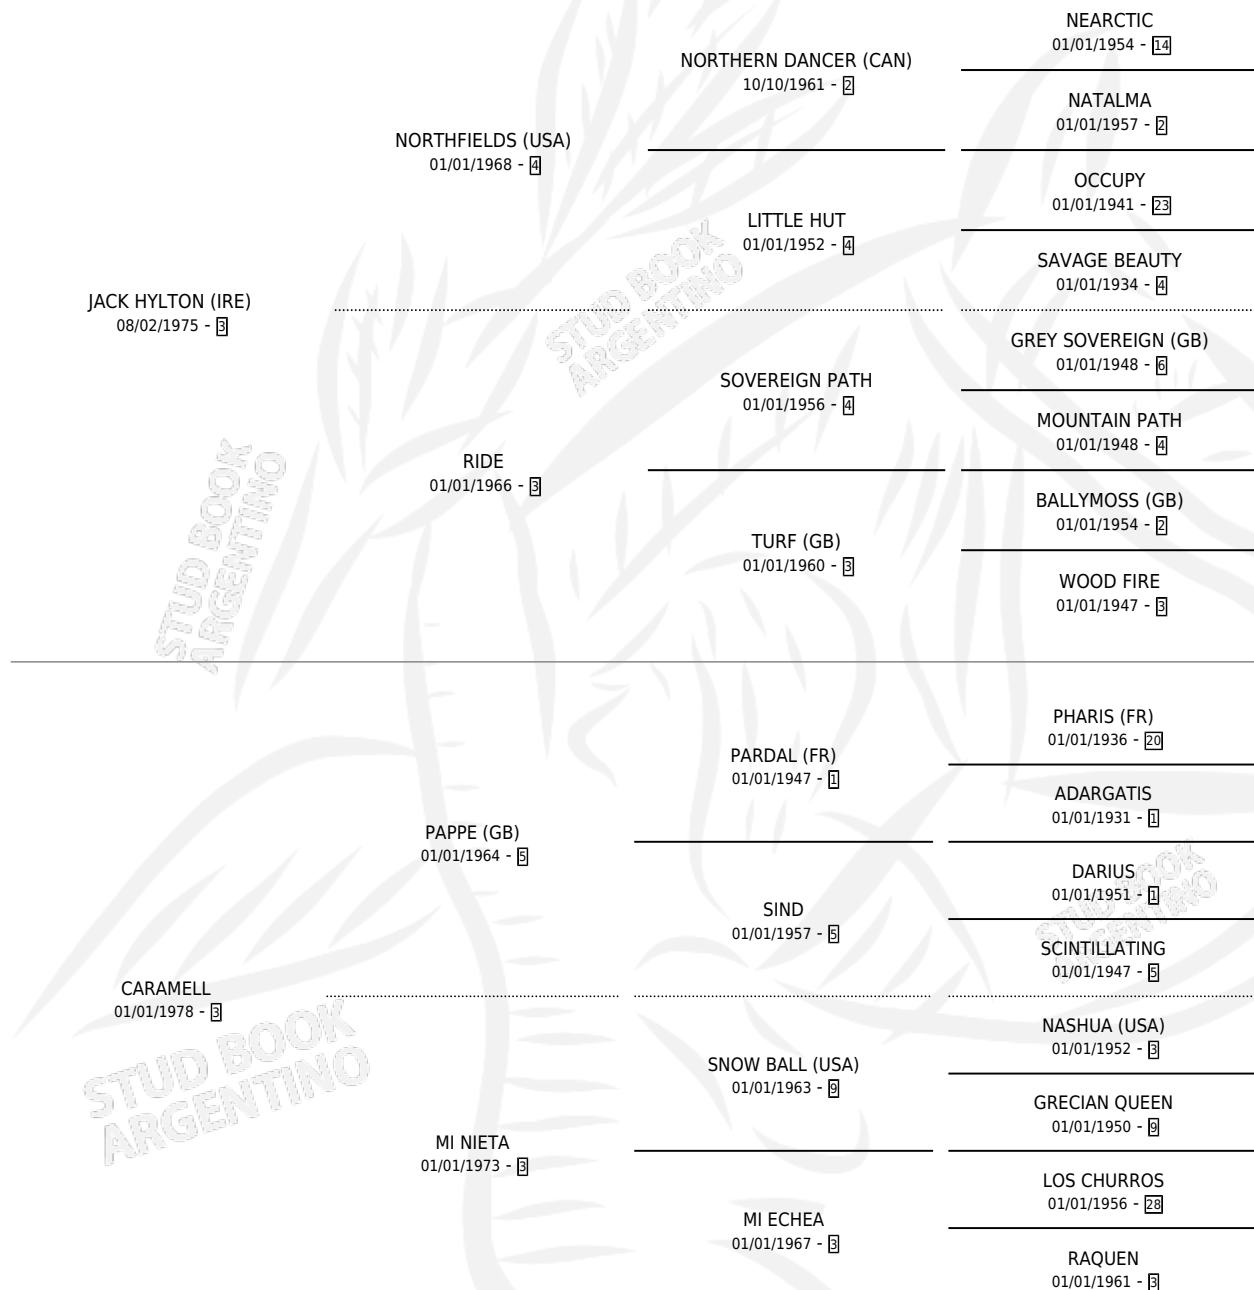 NEARCTIC
01/01/1954 - 14
NORTHERN DANCER (CAN)
10/10/1961 - 2
NATALMA
01/01/1957 - 2
NORTHFIELDS (USA)
01/01/1968 - 4
OCCUPY
01/01/1941 - 23
LITTLE HUT
01/01/1952 - 4
SAVAGE BEAUTY
01/01/1934 - 4
JACK HYLTON (IRE)
08/02/1975 - 3
GREY SOVEREIGN (GB)
01/01/1948 - 6
SOVEREIGN PATH
01/01/1956 - 4
MOUNTAIN PATH
01/01/1948 - 4
RIDE
01/01/1966 - 3
BALLYMOSS (GB)
01/01/1954 - 2
TURF (GB)
01/01/1960 - 3
WOOD FIRE
01/01/1947 - 3
PHARIS (FR)
01/01/1936 - 20
PARDAL (FR)
01/01/1947 - 1
ADARGATIS
01/01/1931 - 1
PAPPE (GB)
01/01/1964 - 5
DARIUS
01/01/1951 - 1
SIND
01/01/1957 - 5
SCINTILLATING
01/01/1947 - 5
CARAMELL
01/01/1978 - 3
NASHUA (USA)
01/01/1952 - 3
SNOW BALL (USA)
01/01/1963 - 9
GRECIAN QUEEN
01/01/1950 - 9
MI NIETA
01/01/1973 - 3
LOS CHURROS
01/01/1956 - 28
MI ECHEA
01/01/1967 - 3
RAQUEN
01/01/1961 - 3
STUD BOOK
ARGENTINO
STUD BOOK
ARGENTINO
STUD BOOK
ARGENTINO
STUD BOOK
ARGENTINO